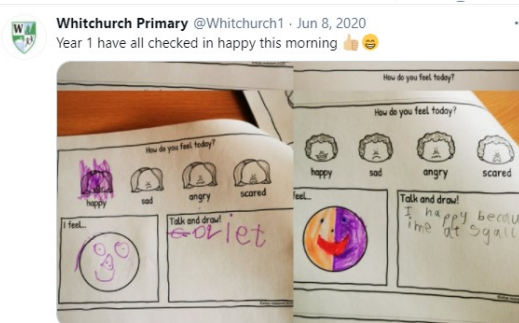 Whitchurch Primary @Whitchurch1 · Jun 8, 2020
Year 1 have all checked in happy this morning 👍😁
How do you feel today?
happy sad angry scared
I feel...
Talk and draw!
How do you feel today?
How do you feel today?
happy sad angry scared
eel...
Talk and draw!
I happy becau
ime at sgall